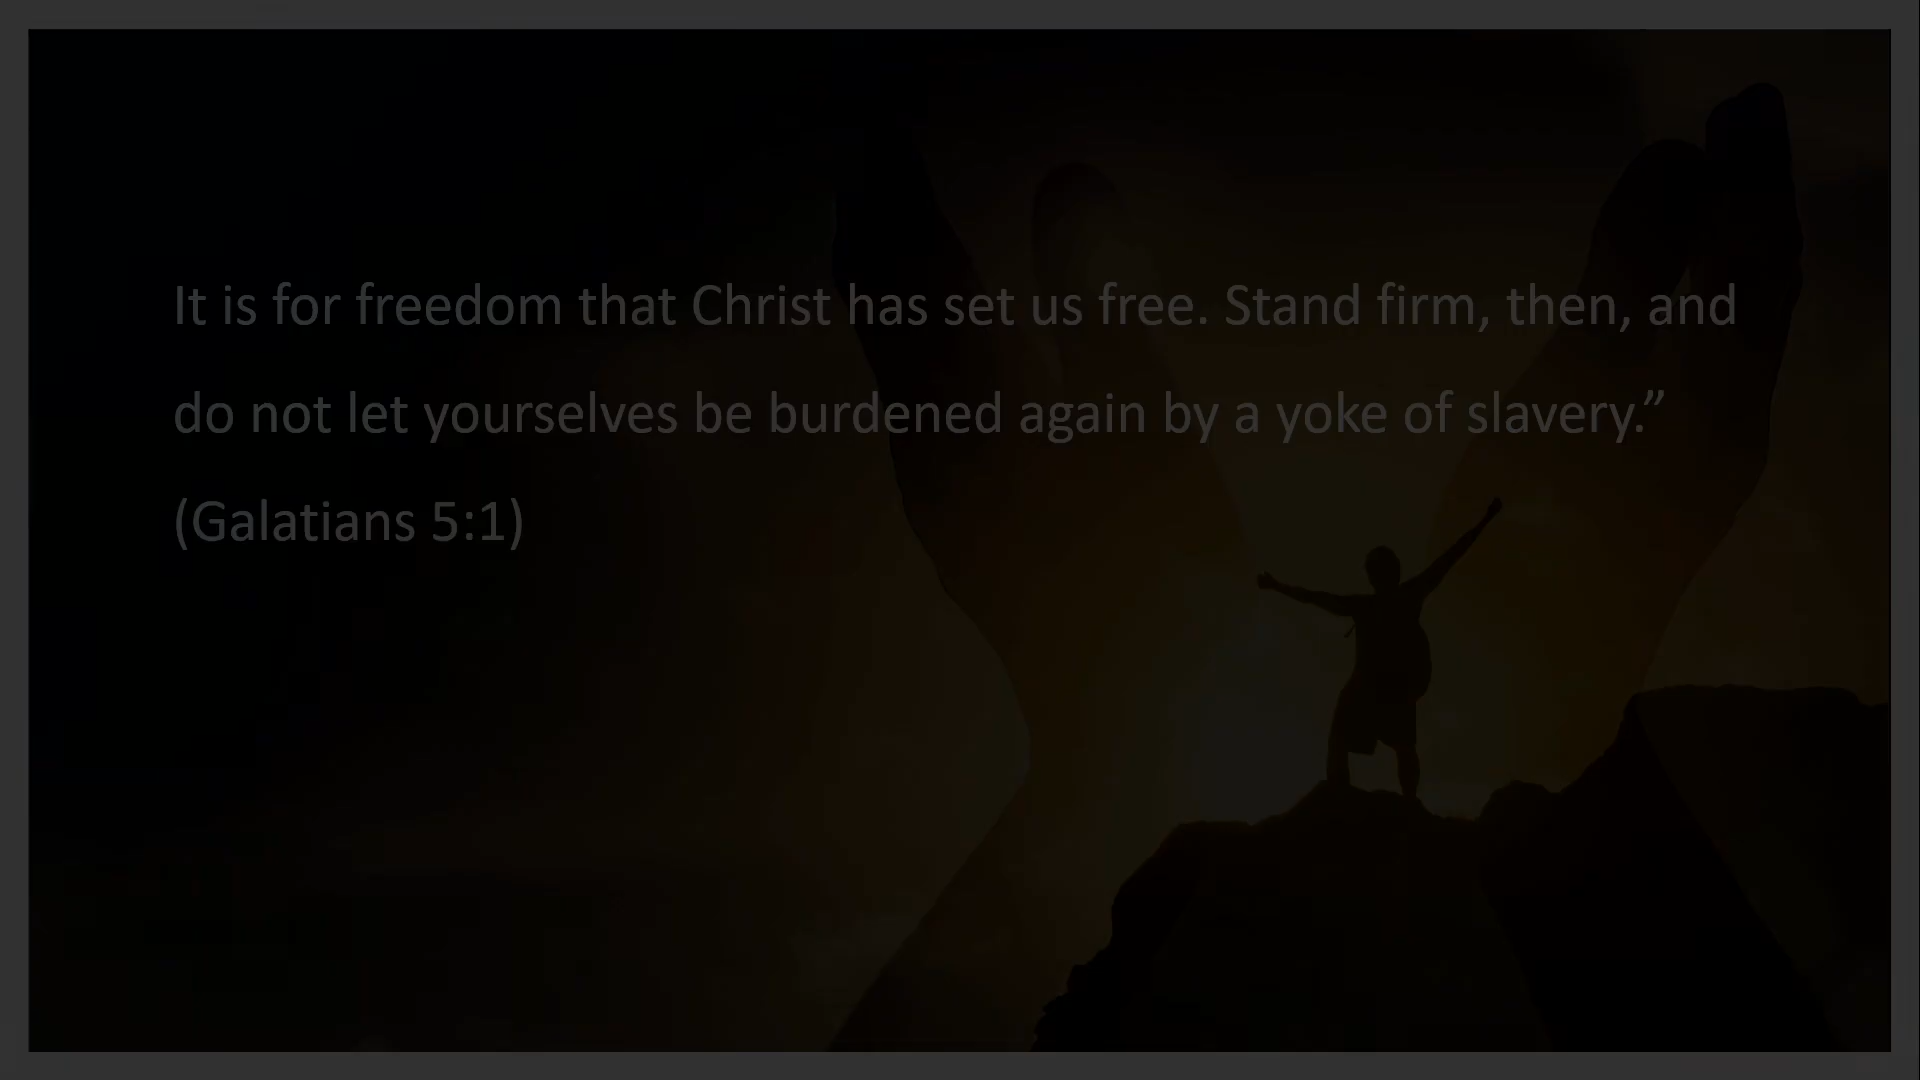 It is for freedom that Christ has set us free. Stand firm, then, and
do not let yourselves be burdened again by a yoke of slavery.”
(Galatians 5:1)